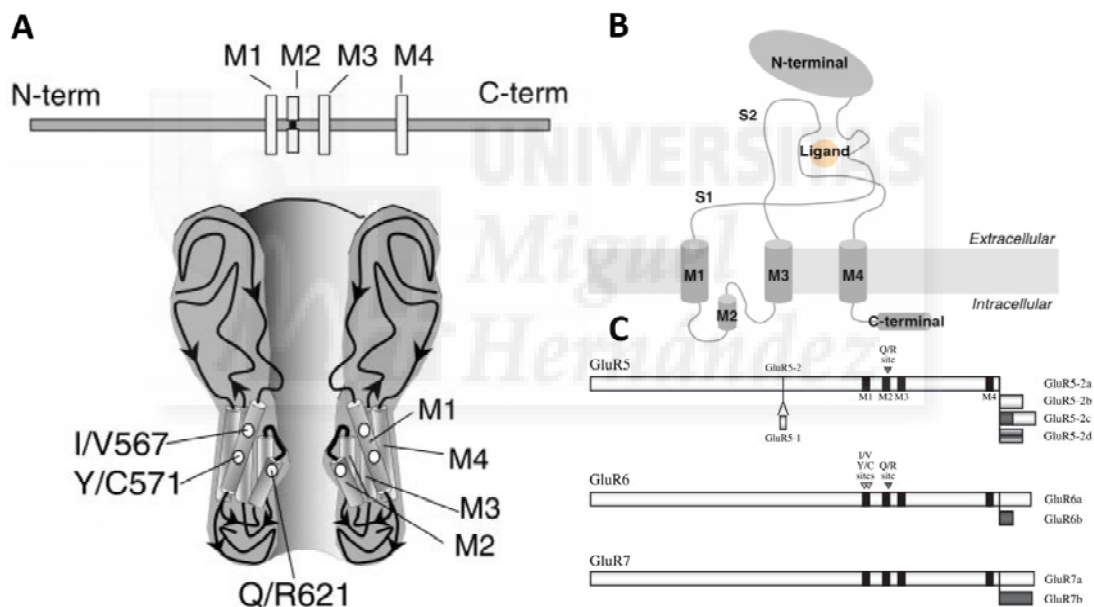 A
M1 M2 M3 M4
N-term
C-term
I/V567
Y/C571
M1
M4
M3
M2
Q/R621
B
N-terminal
S2
Ligand
S1
Extracellular
M1
M3
M4
Intracellular
M2
C-terminal
C
Q/R
site
GluR5
GluR5-2
GluR5-2a
M1 M2 M3 M4
GluR5-2b
GluR5-2c
GluR5-2d
GluR5-1
I/V
Y/C
sites
Q/R
site
GluR6
GluR6a
GluR6b
GluR7
GluR7a
GluR7b
UNIVERSITAS
Miguel
Hernández